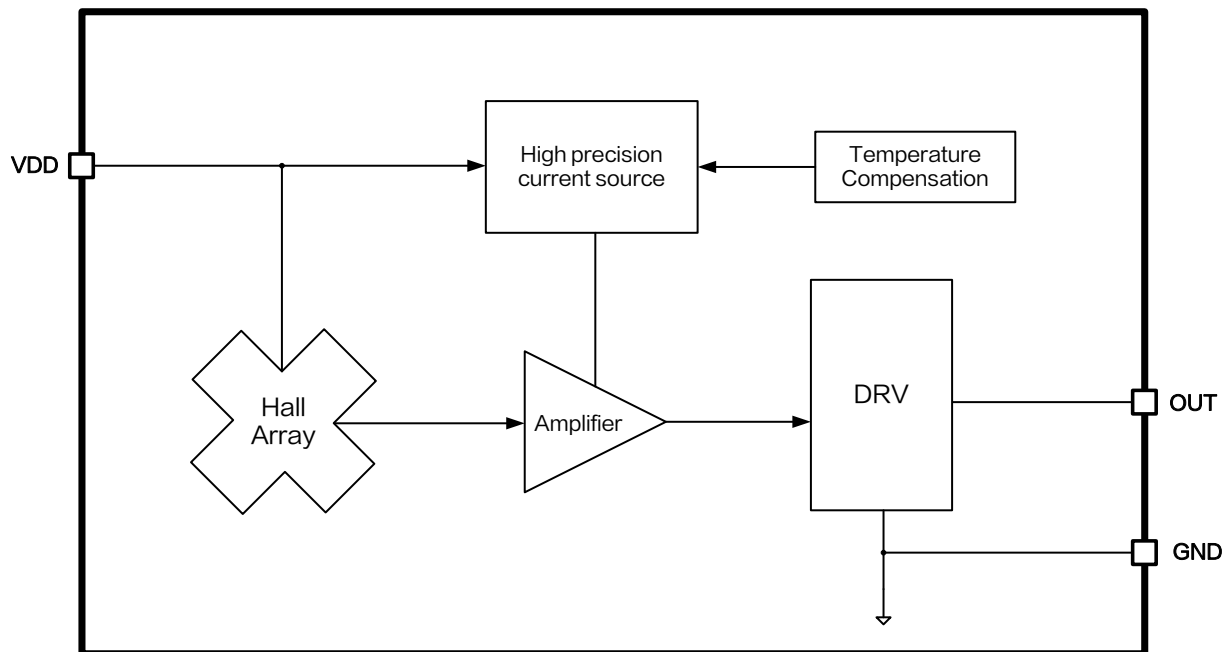 VDD
High precision
current source
Temperature
Compensation
Hall
Array
Amplifier
DRV
OUT
GND